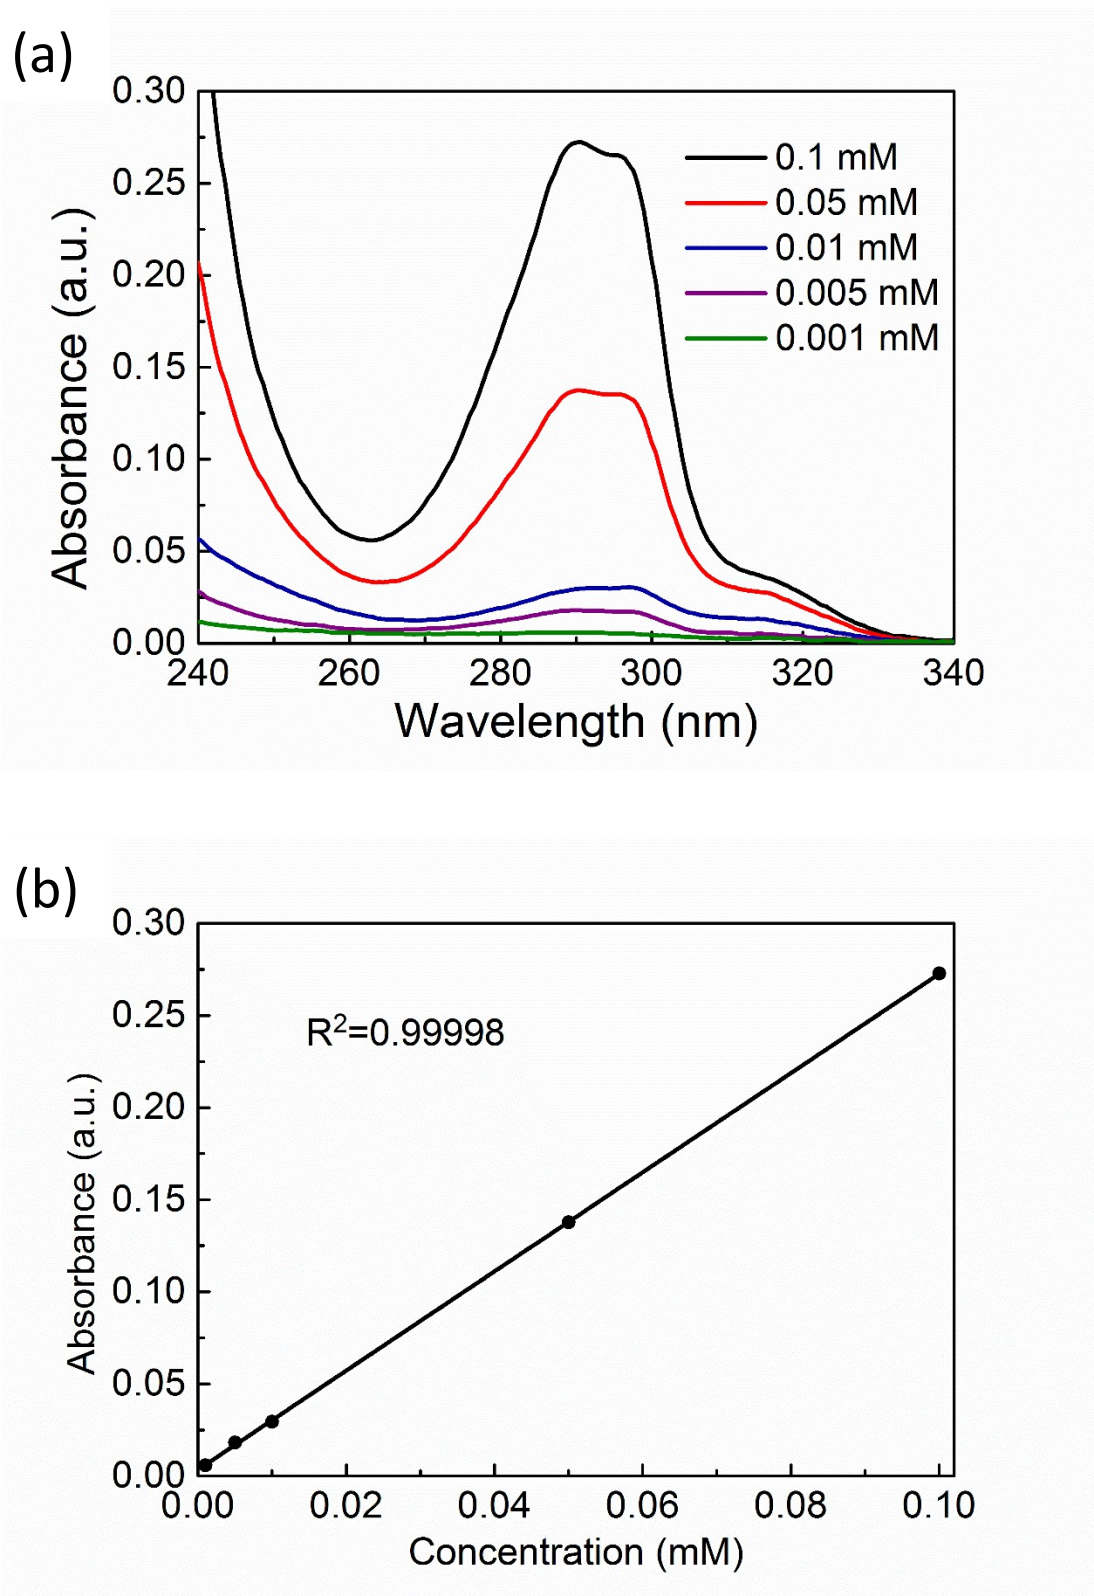 (a)
0.30
0.25
0.20
0.15
0.10
0.05
0.00
Absorbance (a.u.)
0.1 mM
0.05 mM
0.01 mM
0.005 mM
0.001 mM
240 260 280 300 320 340
Wavelength (nm)
(b)
0.30
0.25
0.20
0.15
0.10
0.05
0.00
Absorbance (a.u.)
R²=0.99998
0.00 0.02 0.04 0.06 0.08 0.10
Concentration (mM)